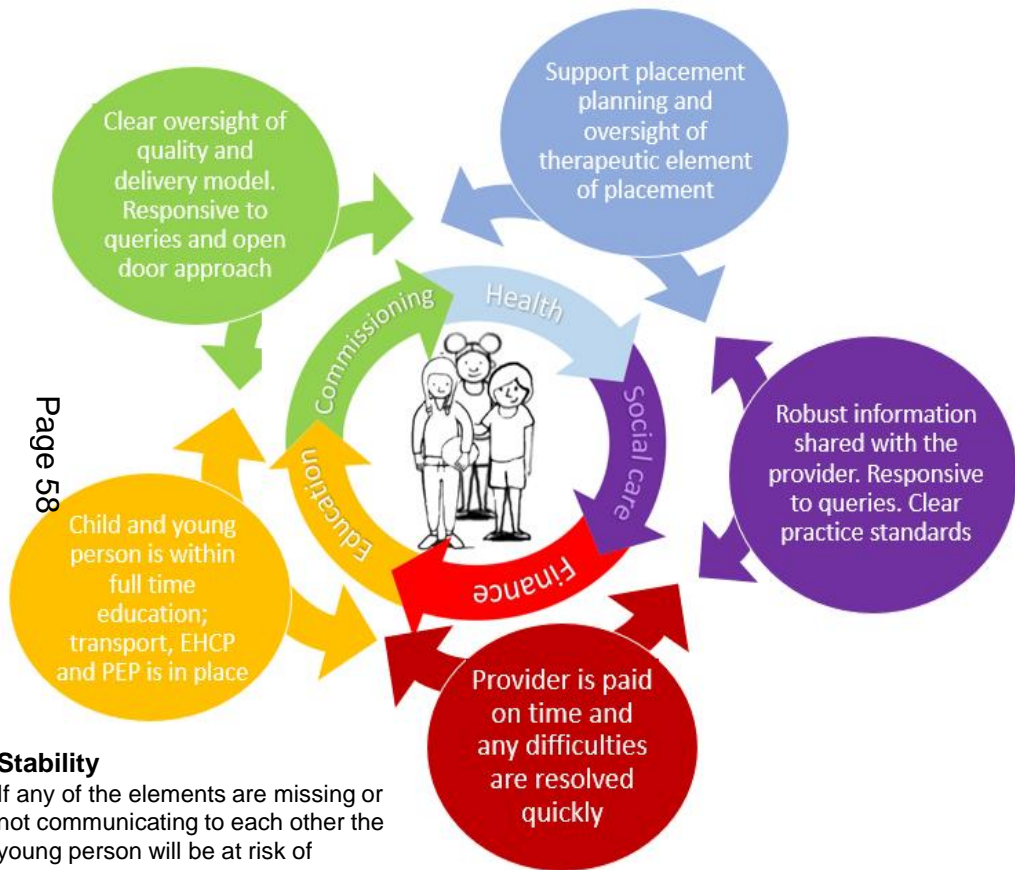 Clear oversight of
quality and
delivery model.
Responsive to
queries and open
door approach
Support placement
planning and
oversight of
therapeutic element
of placement
Commissioning
Health
Social care
Finance
Education
Robust information
shared with the
provider. Responsive
to queries. Clear
practice standards
Page 58
Child and young
person is within
full time
education;
transport, EHCP
and PEP is in place
Provider is paid
on time and
any difficulties
are resolved
quickly
Stability
If any of the elements are missing or
not communicating to each other the
young person will be at risk of